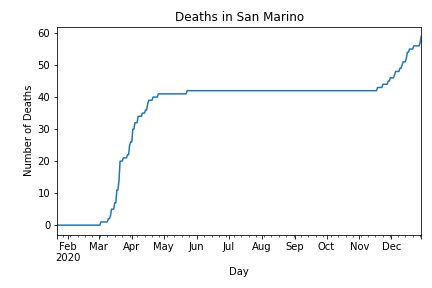 Deaths in San Marino
60
50
40
30
20
10
0
Number of Deaths
Feb Mar Apr May Jun Jul Aug Sep Oct Nov Dec
2020
Day